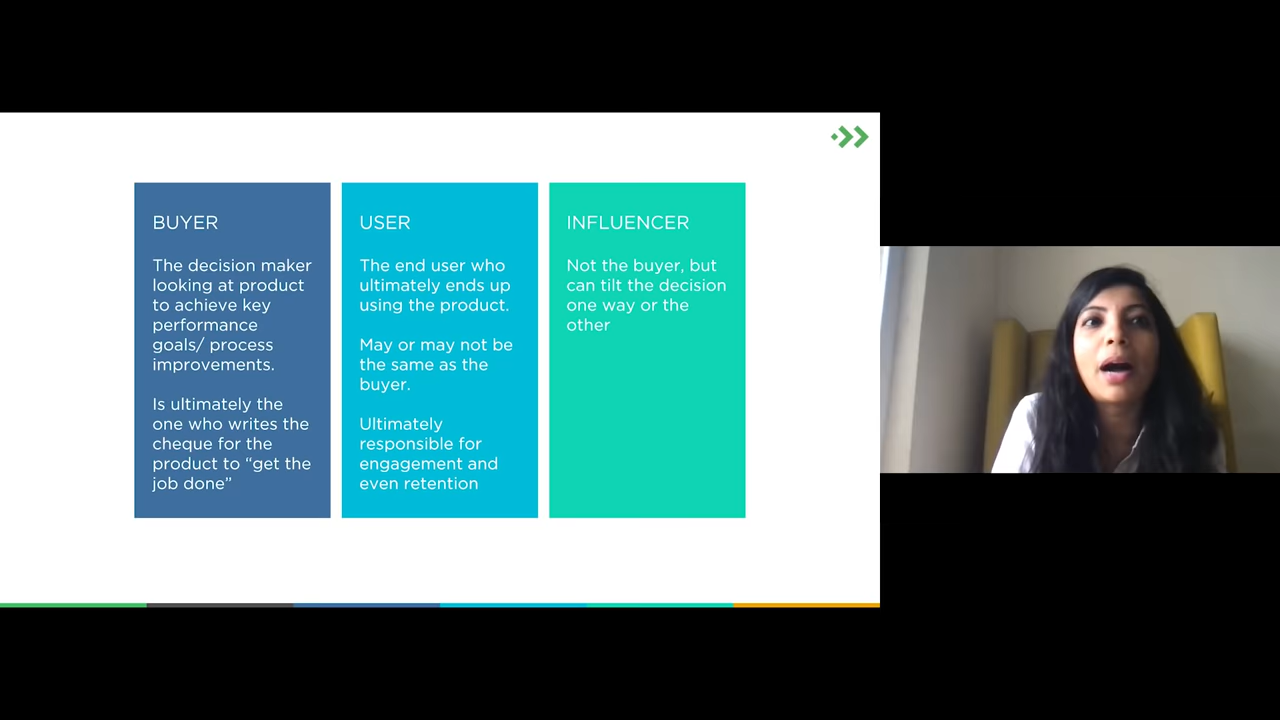 BUYER
The decision maker
looking at product
to achieve key
performance
goals/ process
improvements.
Is ultimately the
one who writes the
cheque for the
product to “get the
job done”
USER
The end user who
ultimately ends up
using the product.
May or may not be
the same as the
buyer.
Ultimately
responsible for
engagement and
even retention
INFLUENCER
Not the buyer, but
can tilt the decision
one way or the
other